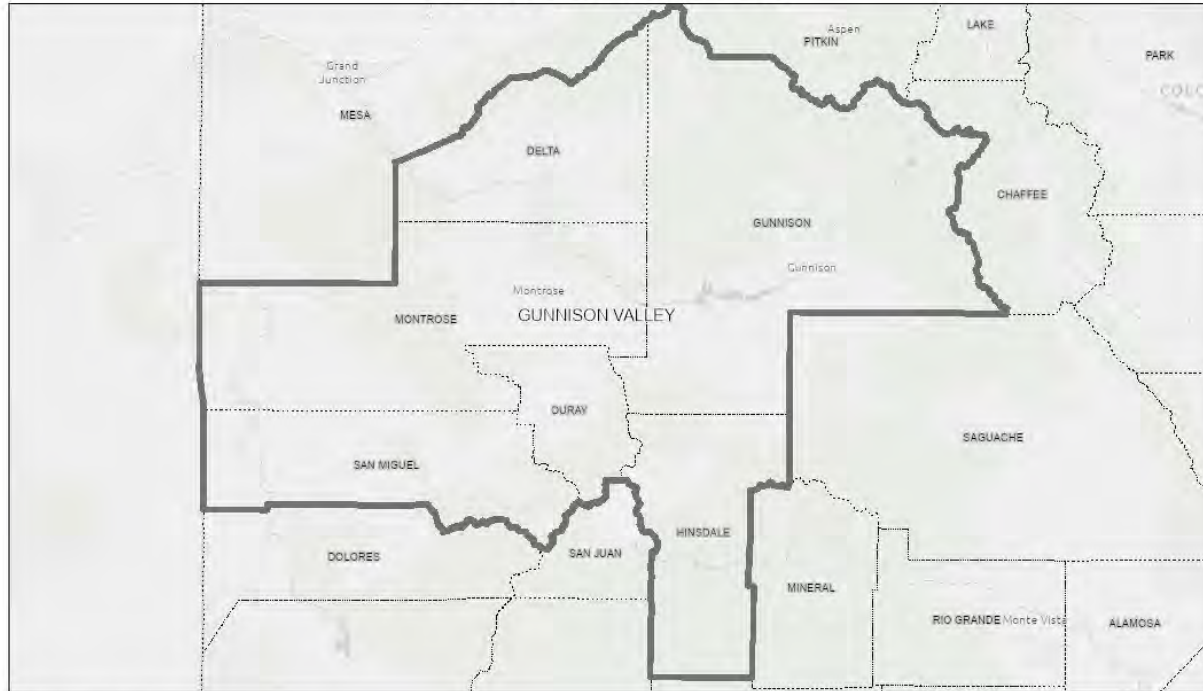 LAKE
Aspen
PITKIN
PARK
Grand
Junction
COLO
MESA
DELTA
CHAFFEE
GUNNISON
Gunnison
Montrose
MONTROSE
GUNNISON VALLEY
OURAY
SAGUACHE
SAN MIGUEL
HINSDALE
DOLORES
SAN JUAN
MINERAL
RIO GRANDE
Monte Vista
ALAMOSA